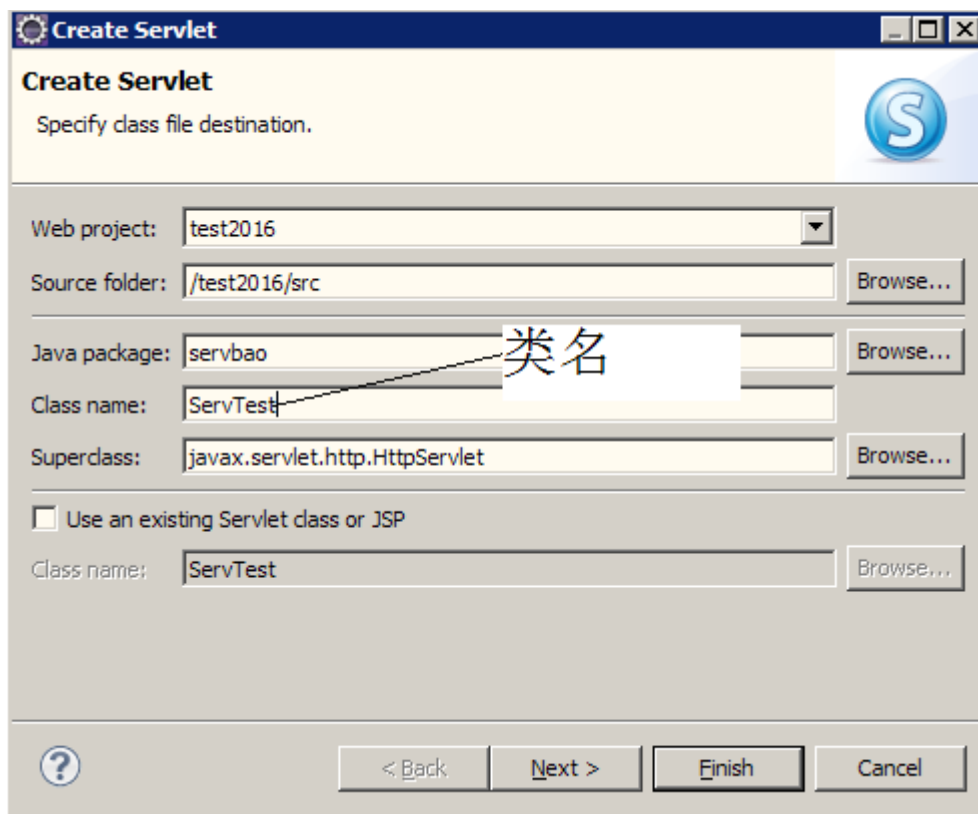 Create Servlet
Create Servlet
Specify class file destination.
Web project: test2016
Source folder: /test2016/src Browse...
Java package: servbao 类名 Browse...
Class name: ServTest
Superclass: javax.servlet.http.HttpServlet Browse...
Use an existing Servlet class or JSP
Class name: ServTest Browse...
? < Back Next > Finish Cancel